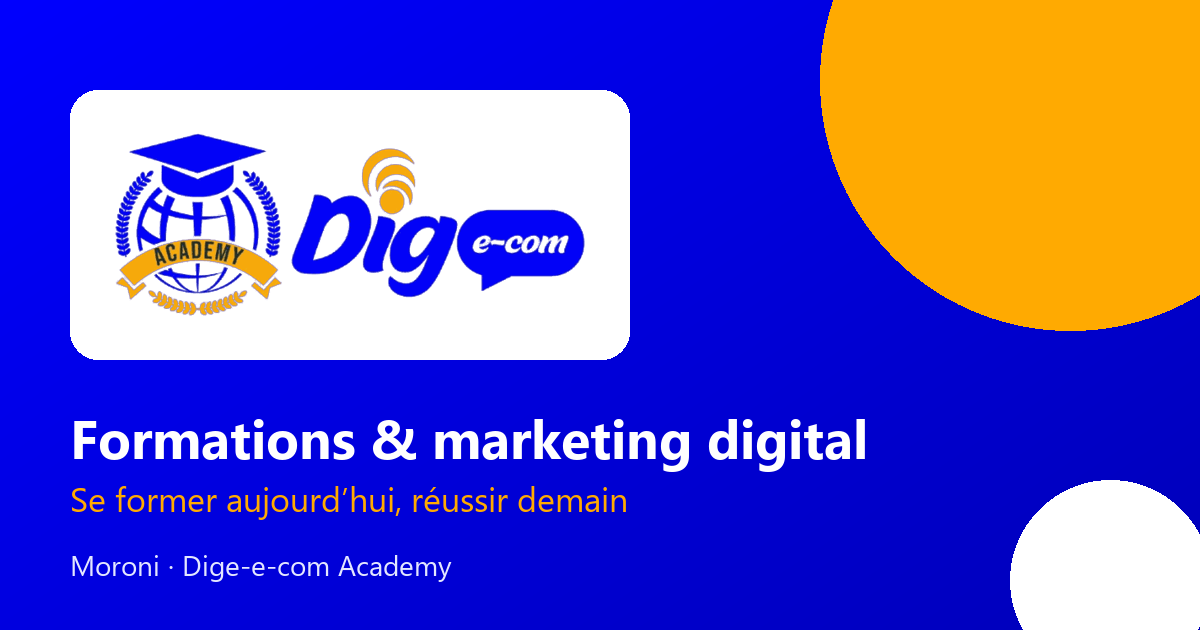 ACADEMY
Dig e-com
Formations & marketing digital
Se former aujourd’hui, réussir demain
Moroni · Dige-e-com Academy